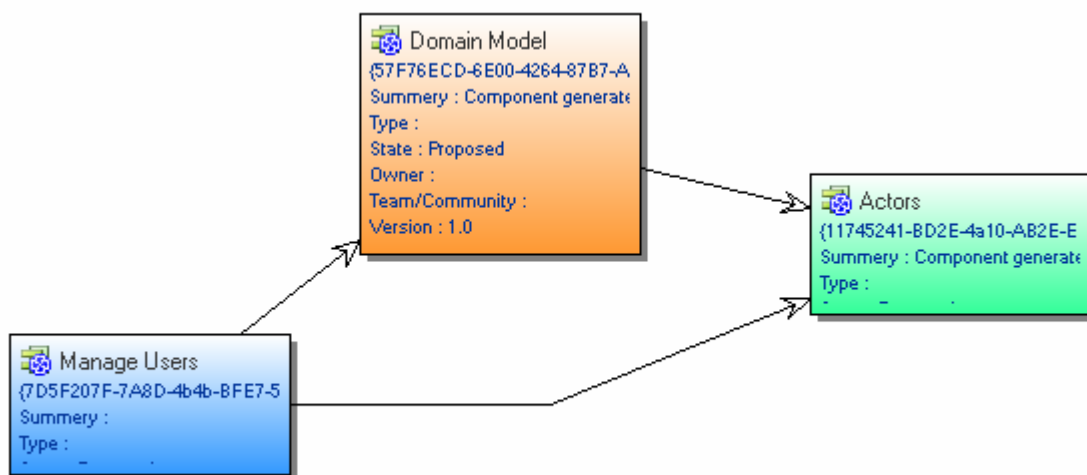 Domain Model
{57F76ECD-6E00-4264-87B7-A
Summery : Component generate
Type :
State : Proposed
Owner :
Team/Community :
Version : 1.0
Actors
{11745241-BD2E-4a10-AB2E-E
Summery : Component generate
Type :
Manage Users
{7D5F207F-7A8D-4b4b-BFE7-5
Summery :
Type :